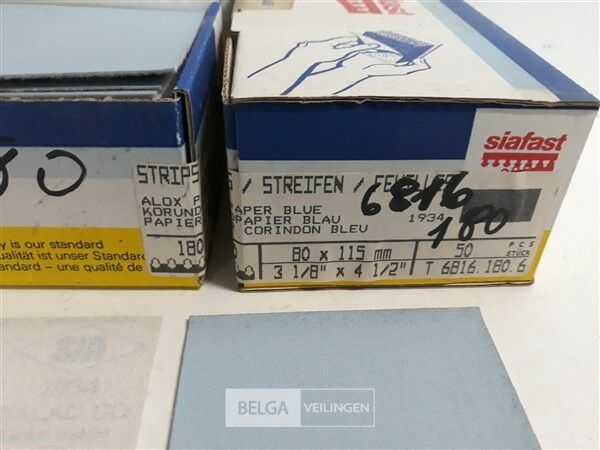 siafast
80
STRIPS
ALOX P
KORUND
PAPIER
180
y is our standard
ualität ist unser Standard
andard – une qualité de
/ STREIFEN /
6816
180
APER BLUE
PAPIER BLAU
CORINDON BLEU
1934
80 x 115 mm
50
PCS
STÜCK
3 1/8" x 4 1/2"
T 6816.180.6
BELGA VEILINGEN